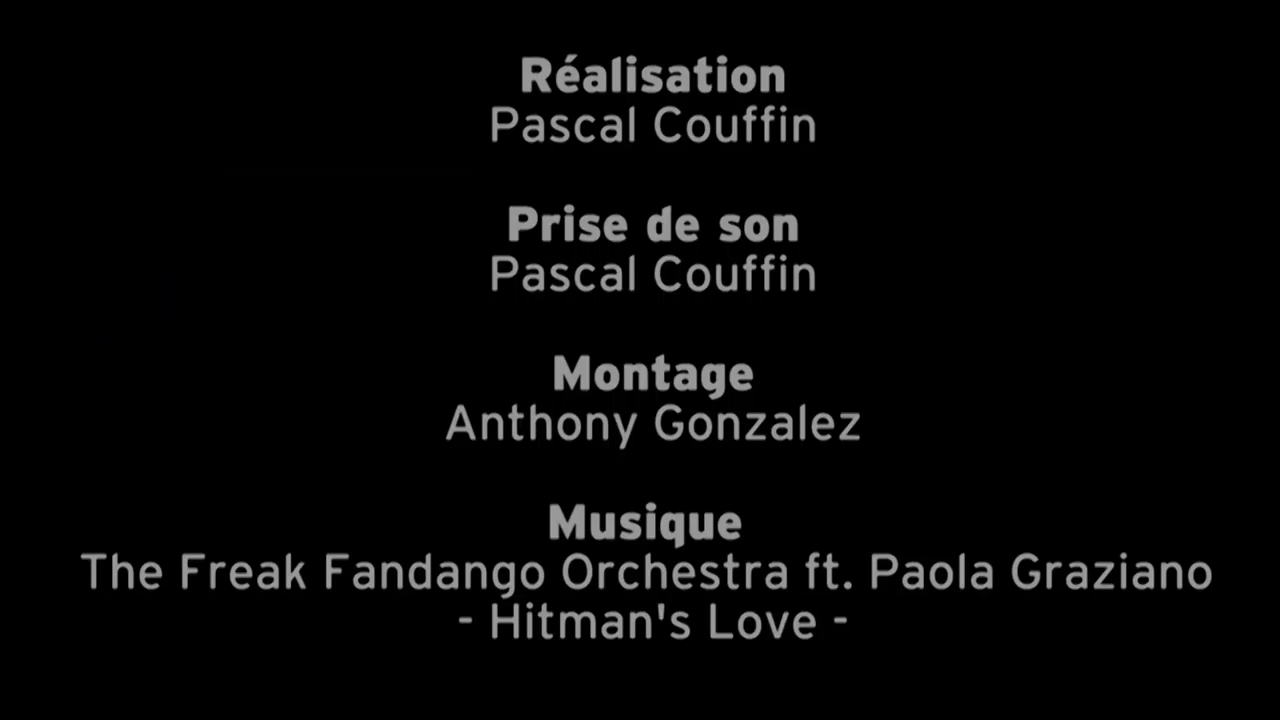 Réalisation
Pascal Couffin
Prise de son
Pascal Couffin
Montage
Anthony Gonzalez
Musique
The Freak Fandango Orchestra ft. Paola Graziano
- Hitman's Love -